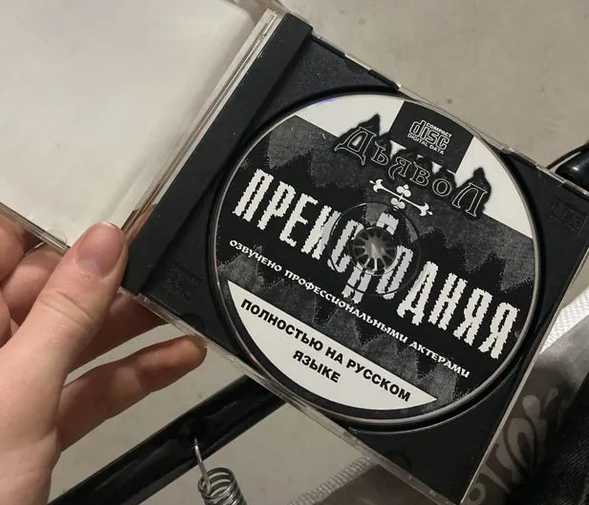 COMPACT
disc
DIGITAL DATA
Дьявол
ПРЕИСПОДНЯЯ
ОЗВУЧЕНО ПРОФЕССИОНАЛЬНЫМИ АКТЕРАМИ
ПОЛНОСТЬЮ НА РУССКОМ
ЯЗЫКЕ